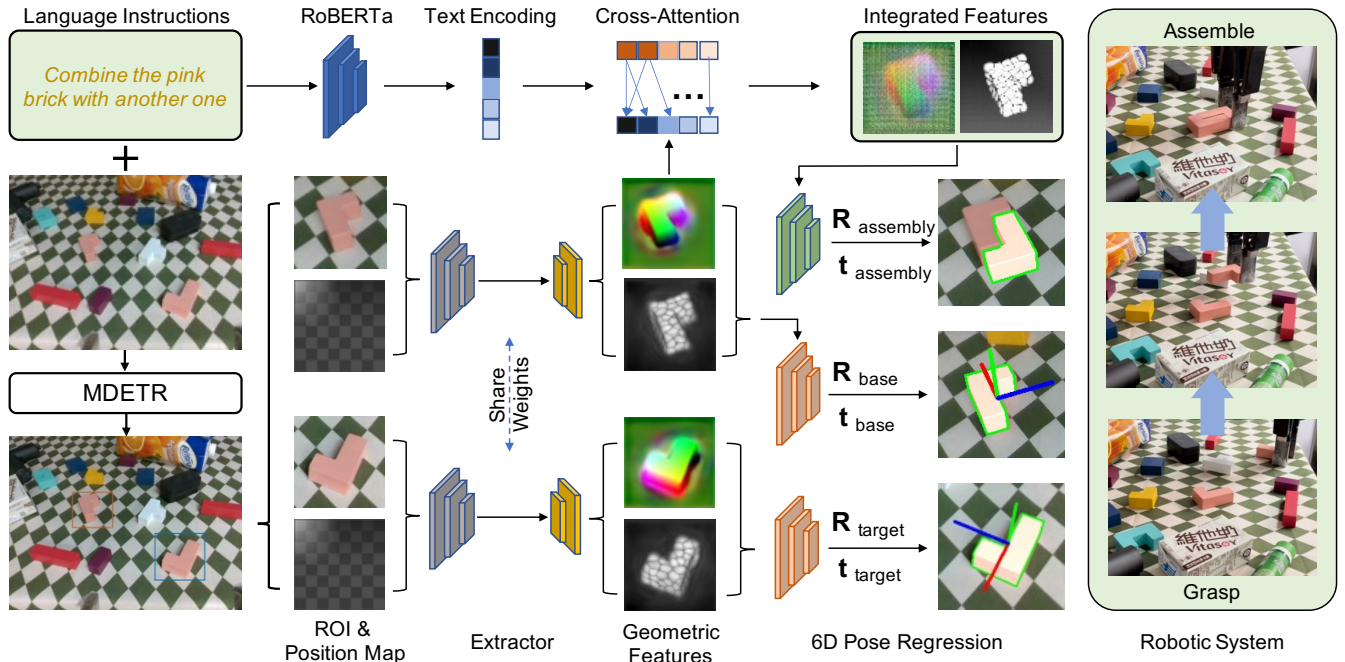 Language Instructions
RoBERTa
Text Encoding
Cross-Attention
Integrated Features
Assemble
Combine the pink
brick with another one
...
+
維他奶
Vitasoy
R assembly
t assembly
維他奶
Vitasoy
MDETR
Share
Weights
R base
t base
R target
t target
維他奶
Vitasoy
Grasp
ROI &
Position Map
Extractor
Geometric
Features
6D Pose Regression
Robotic System